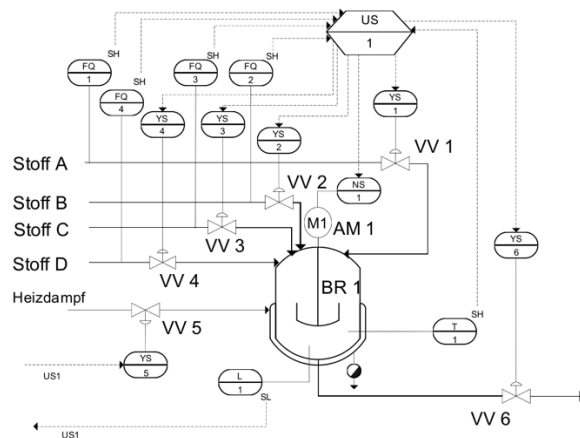 US
1
SH
SH
SH
SH
FQ
1
FQ
3
FQ
2
FQ
4
YS
4
YS
3
YS
2
YS
1
Stoff A
VV 1
Stoff B
VV 2
NS
1
Stoff C
VV 3
M1
AM 1
Stoff D
VV 4
YS
6
BR 1
Heizdampf
VV 5
T
1
SH
YS
5
US1
L
1
SL
VV 6
US1